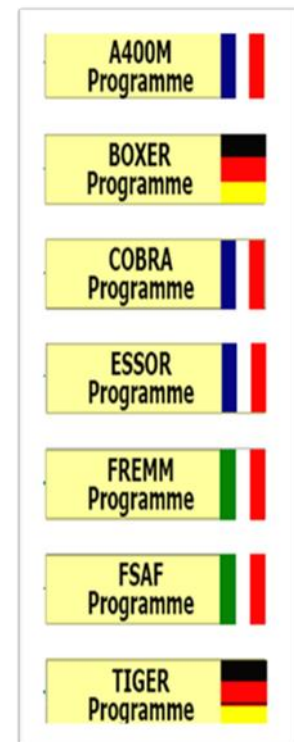 A400M
Programme
BOXER
Programme
COBRA
Programme
ESSOR
Programme
FREMM
Programme
FSAF
Programme
TIGER
Programme